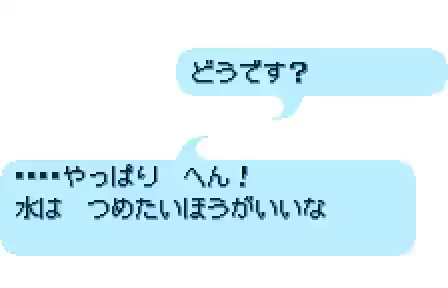 どうです？
････やっぱり　へん！
水は　つめたいほうがいいな